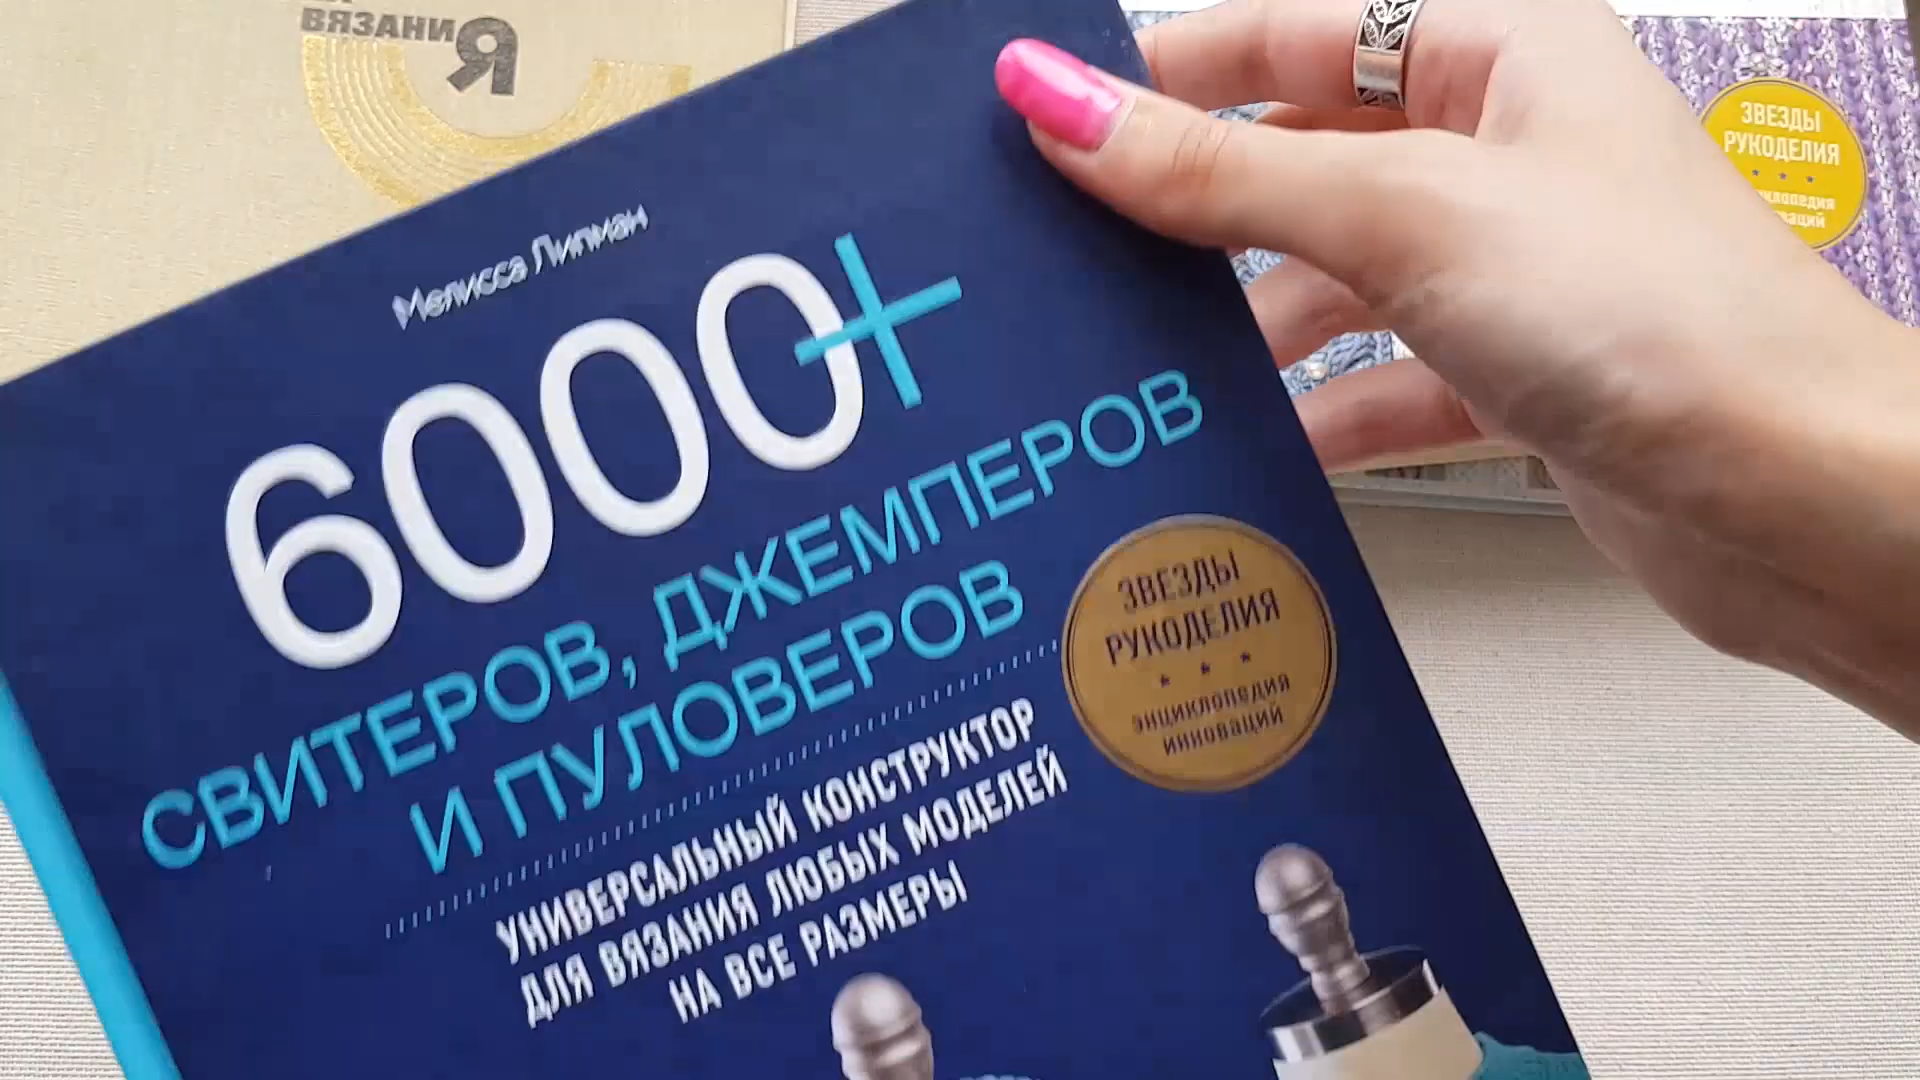 ВЯЗАНИЯ
Мелисса Липман
6000+
СВИТЕРОВ, ДЖЕМПЕРОВ
И ПУЛОВЕРОВ
УНИВЕРСАЛЬНЫЙ КОНСТРУКТОР
ДЛЯ ВЯЗАНИЯ ЛЮБЫХ МОДЕЛЕЙ
НА ВСЕ РАЗМЕРЫ
ЗВЕЗДЫ
РУКОДЕЛИЯ
энциклопедия
инноваций
ЗВЕЗДЫ
РУКОДЕЛИЯ